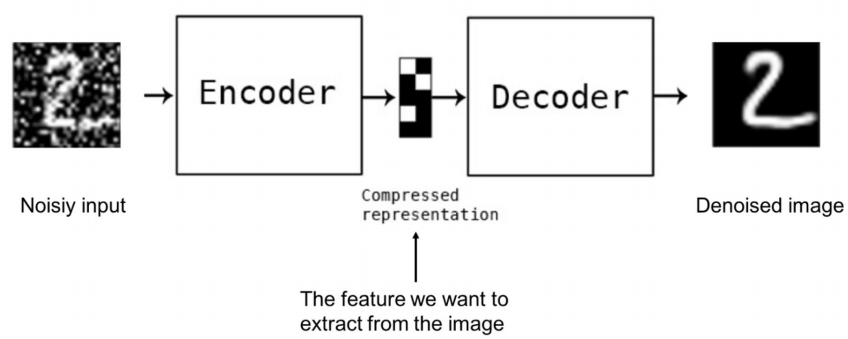 Encoder
Decoder
Noisiy input
Compressed
representation
Denoised image
The feature we want to
extract from the image